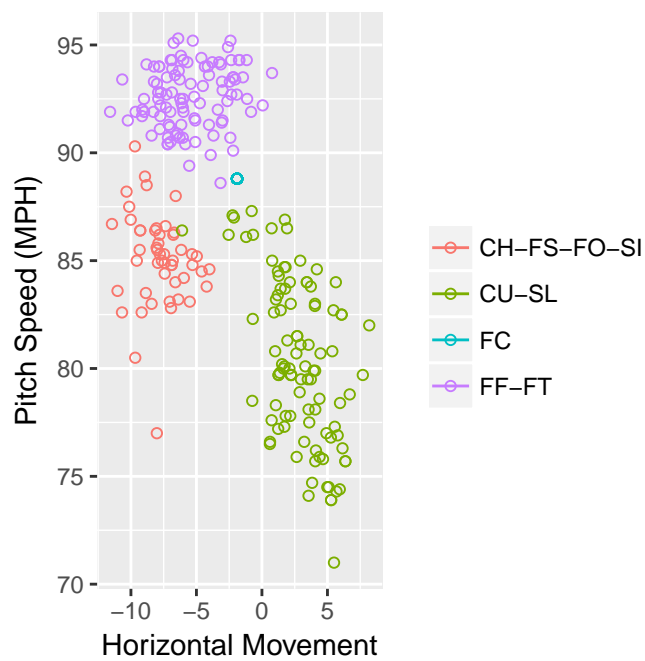 95
90
85
80
75
70
Pitch Speed (MPH)
−10 −5 0 5
Horizontal Movement
CH−FS−FO−SI
CU−SL
FC
FF−FT